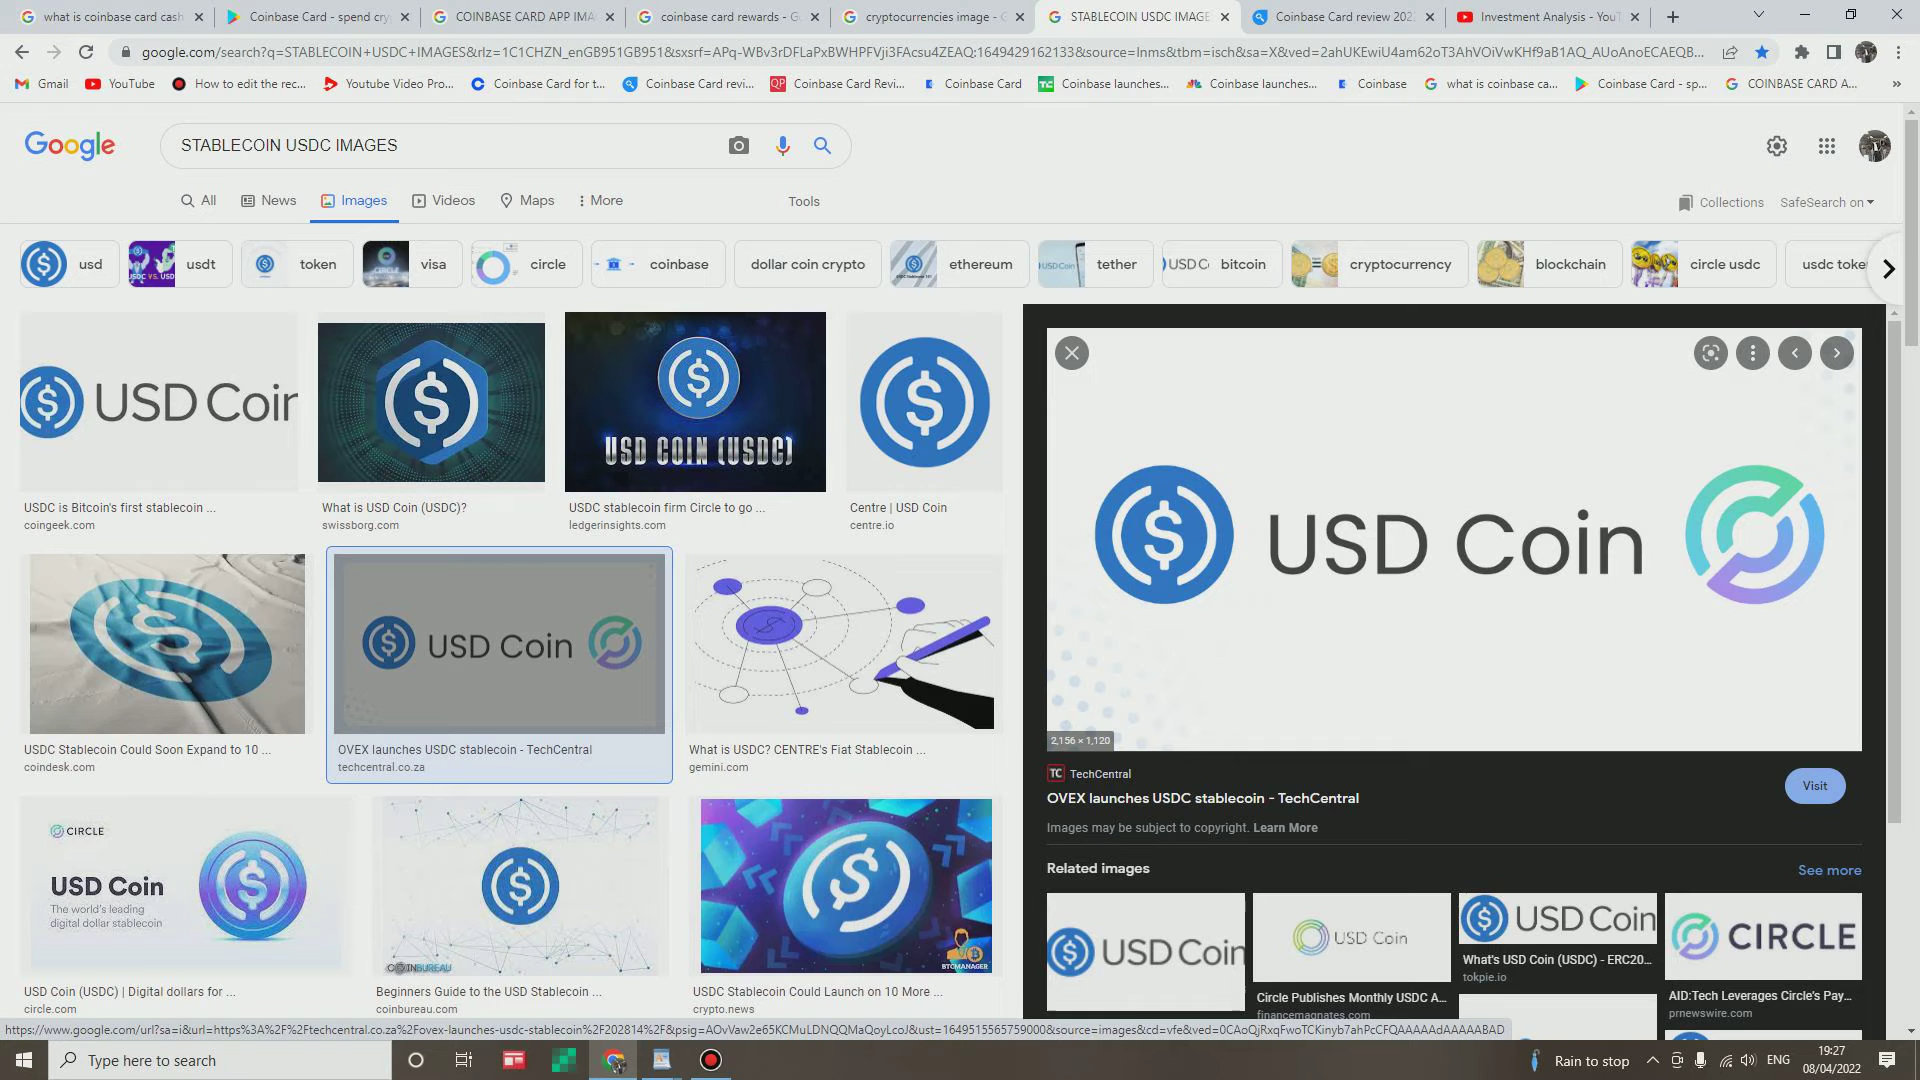 what is coinbase card cash
Coinbase Card - spend cry
COINBASE CARD APP IMA
coinbase card rewards - G
cryptocurrencies image - G
STABLECOIN USDC IMAGE
Coinbase Card review 202
Investment Analysis - YouT
google.com/search?q=STABLECOIN+USDC+IMAGES&rlz=1C1CHZN_enGB951GB951&sxsrf=APq-WBv3rDFLaPxBWHPFVji3FAcsu4ZEAQ:1649429162133&source=lnms&tbm=isch&sa=X&ved=2ahUKEwiU4am62oT3AhVOiVwKHf9aB1AQ_AUoAnoECAEQB...
Gmail
YouTube
How to edit the rec...
Youtube Video Pro...
Coinbase Card for t...
Coinbase Card revi...
Coinbase Card Revi...
Coinbase Card
Coinbase launches...
Coinbase launches...
Coinbase
what is coinbase ca...
Coinbase Card - sp...
COINBASE CARD A...
Google
STABLECOIN USDC IMAGES
All
News
Images
Videos
Maps
More
Tools
Collections
SafeSearch on
usd
usdt
token
visa
circle
coinbase
dollar coin crypto
ethereum
tether
bitcoin
cryptocurrency
blockchain
circle usdc
usdc toke
USD Coin
USD COIN (USDC)
USDC is Bitcoin's first stablecoin ...
coingeek.com
What is USD Coin (USDC)?
swissborg.com
USDC stablecoin firm Circle to go ...
ledgerinsights.com
Centre | USD Coin
centre.io
USD Coin
USDC Stablecoin Could Soon Expand to 10 ...
coindesk.com
OVEX launches USDC stablecoin - TechCentral
techcentral.co.za
What is USDC? CENTRE's Fiat Stablecoin ...
gemini.com
CIRCLE
USD Coin
The world's leading
digital dollar stablecoin
COINBUREAU
BTCMANAGER
USD Coin (USDC) | Digital dollars for ...
circle.com
Beginners Guide to the USD Stablecoin ...
coinbureau.com
USDC Stablecoin Could Launch on 10 More ...
crypto.news
USD Coin
2,156 × 1,120
TC TechCentral
OVEX launches USDC stablecoin - TechCentral
Visit
Images may be subject to copyright. Learn More
Related images
See more
USD Coin
USD Coin
USD Coin
CIRCLE
What's USD Coin (USDC) - ERC20...
tokpie.io
Circle Publishes Monthly USDC A...
financemagnates.com
AID:Tech Leverages Circle's Pay...
prnewswire.com
https://www.google.com/url?sa=i&url=https%3A%2F%2Ftechcentral.co.za%2Fovex-launches-usdc-stablecoin%2F202814%2F&psig=AOvVaw2e65KCMuLDNQQMaQoyLcoJ&ust=1649515565759000&source=images&cd=vfe&ved=0CAoQjRxqFwoTCKinyb7ahPcCFQAAAAAdAAAAABAD
Type here to search
Rain to stop
ENG
19:27
08/04/2022